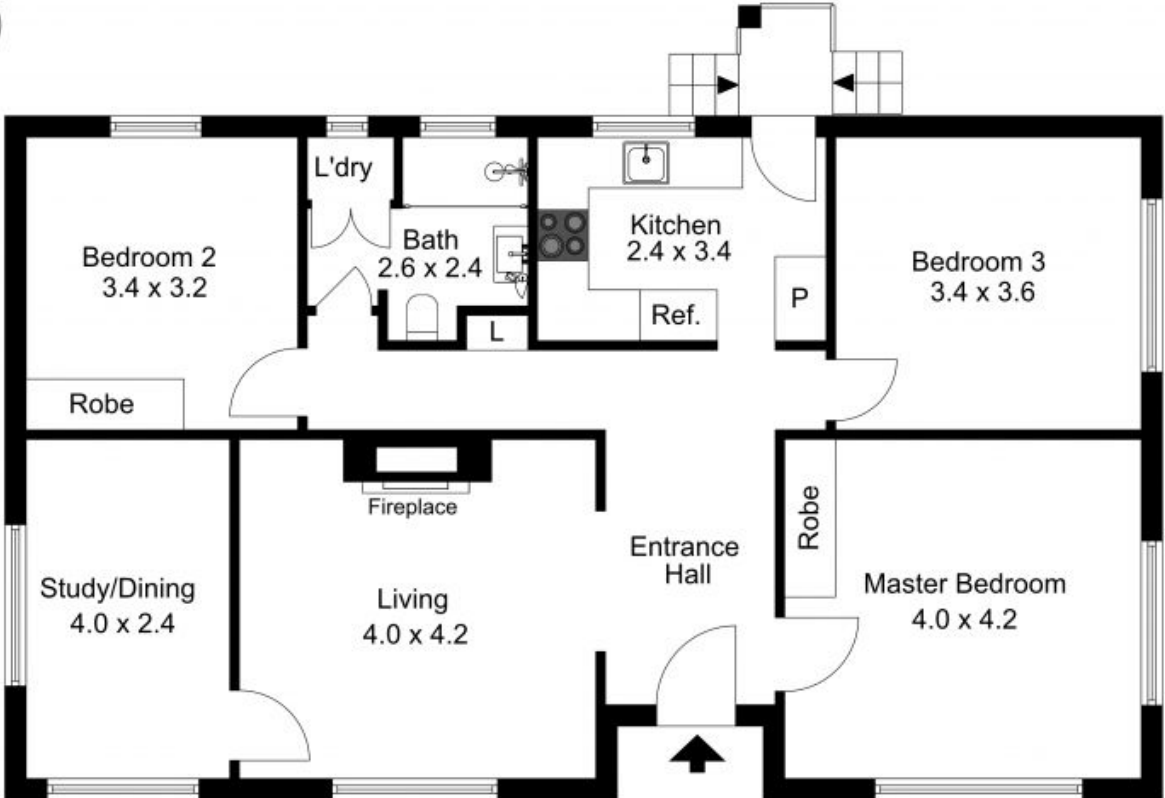 L'dry
Bedroom 2
3.4 x 3.2
Bath
2.6 x 2.4
Kitchen
2.4 x 3.4
Bedroom 3
3.4 x 3.6
P
Ref.
L
Robe
Fireplace
Robe
Entrance
Hall
Study/Dining
4.0 x 2.4
Living
4.0 x 4.2
Master Bedroom
4.0 x 4.2